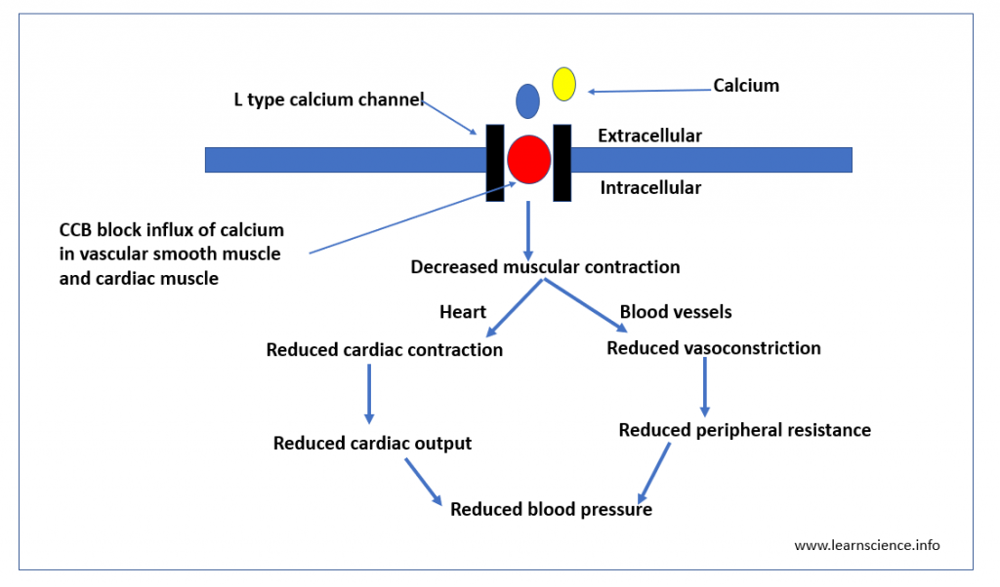 Calcium
L type calcium channel
Extracellular
Intracellular
CCB block influx of calcium
in vascular smooth muscle
and cardiac muscle
Decreased muscular contraction
Heart
Blood vessels
Reduced cardiac contraction
Reduced vasoconstriction
Reduced peripheral resistance
Reduced cardiac output
Reduced blood pressure
www.learnscience.info